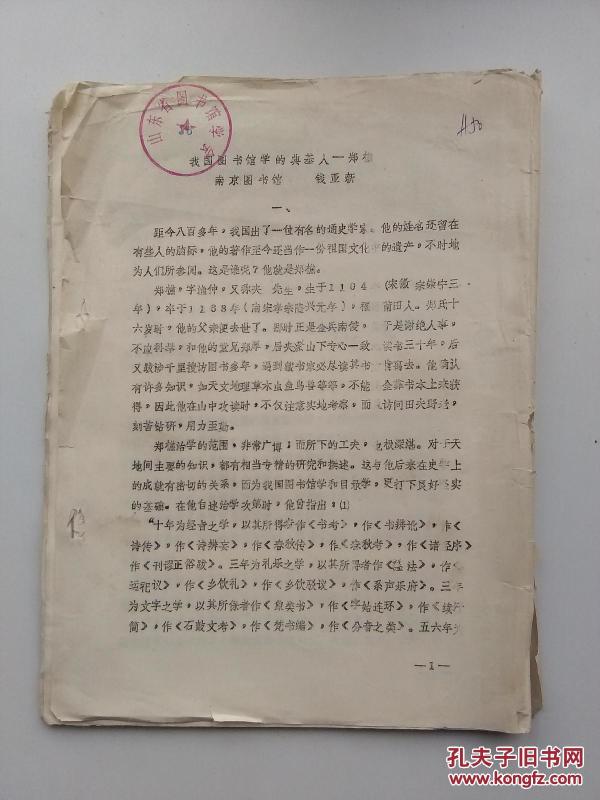 山东省图书馆学会
我国图书馆学的奠基人—郑樵
南京图书馆 钱亚新
一、
距今八百多年,我国出了一位有名的通史学家。他的姓名还留在
有些人的脑际,他的著作至今还当作一份祖国文化 的遗产,不时地
为人们所参阅。这是谁呢?他就是郑樵。
郑樵,字渔仲,又称夹 先生,生于1104 (宋徽宗崇宁三
年),卒于1163年(南宋孝宗隆兴元年),福 莆田人。郑氏十
六岁时,他的父亲便去世了。那时正是金兵南侵, 于是谢绝人事,
不应科举,和他的堂兄郑厚,居夹漈山下专心一致 读书三十年,后
又跋涉千里搜访图书多年,遇到藏书家必尽读其书 肯离去。他确认
有许多知识,如天文地理草木虫鱼鸟兽等等,不能 全靠书本上来获
得,因此他在山中攻读时,不仅注意实地考察,而 访问田夫野老,
刻苦钻研,用力至勤。
郑樵治学的范围,非常广博;而所下的工夫,也极深湛。对于天
地间主要的知识,都有相当专精的研究和撰述。这与他后来在史学上
的成就有密切的关系,而为我国图书馆学和目录学,更打下良好坚实
的基础。在他自述治学次第时,他曾指出:(1)
“十年为经旨之学,以其所得者作《书考》,作《书辨讹》,作
《诗传》,作《诗辨妄》,作《春秋传》,作《春秋考》,作《诸经序》
,作《刊谬正俗跋》。三年为礼乐之学,以其所得者作《谥法》,作
运祀议》,作《乡饮礼》,作《乡饮驳议》,作《系声乐府》。三年
为文字之学,以其所得者作《象类书》,作《字始连环》,作《续
简》,作《石鼓文考》,作《梵书编》,作《分音之类》。五六年
—1—
孔夫子旧书网
www.kongfz.com